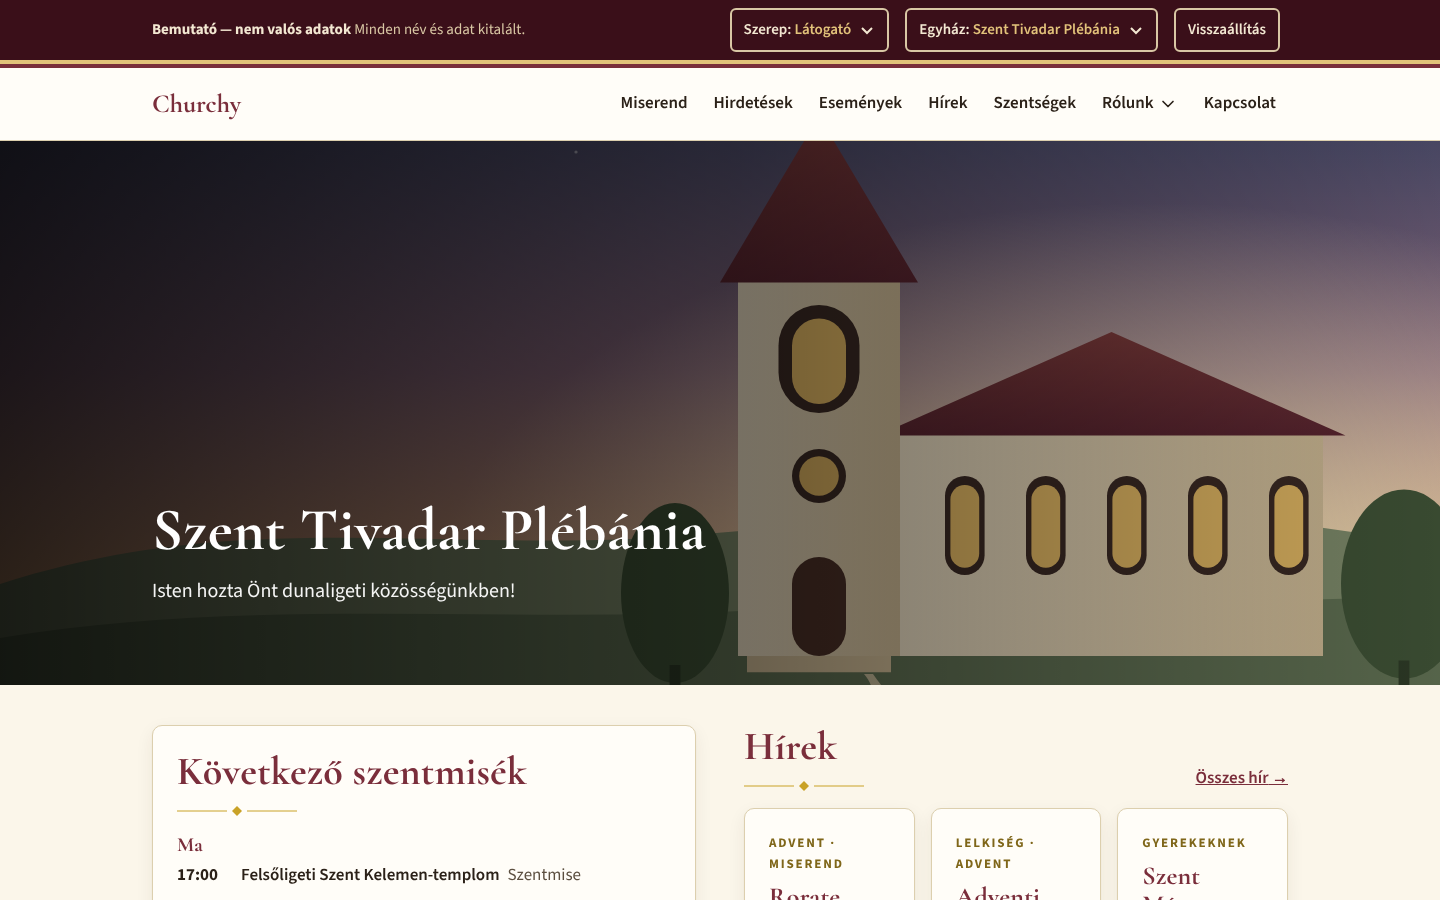 Bemutató — nem valós adatok Minden név és adat kitalált.
Szerep: Látogató
Egyház: Szent Tivadar Plébánia
Visszaállítás
Churchy
Miserend Hirdetések Események Hírek Szentségek Rólunk Kapcsolat
Szent Tivadar Plébánia
Isten hozta Önt dunaligeti közösségünkben!
Következő szentmisék
Ma
17:00 Felsőligeti Szent Kelemen-templom Szentmise
Hírek
Összes hír →
ADVENT ·
MISEREND
Rorate
LELKISÉG ·
ADVENT
Adventi
GYEREKEKNEK
Szent